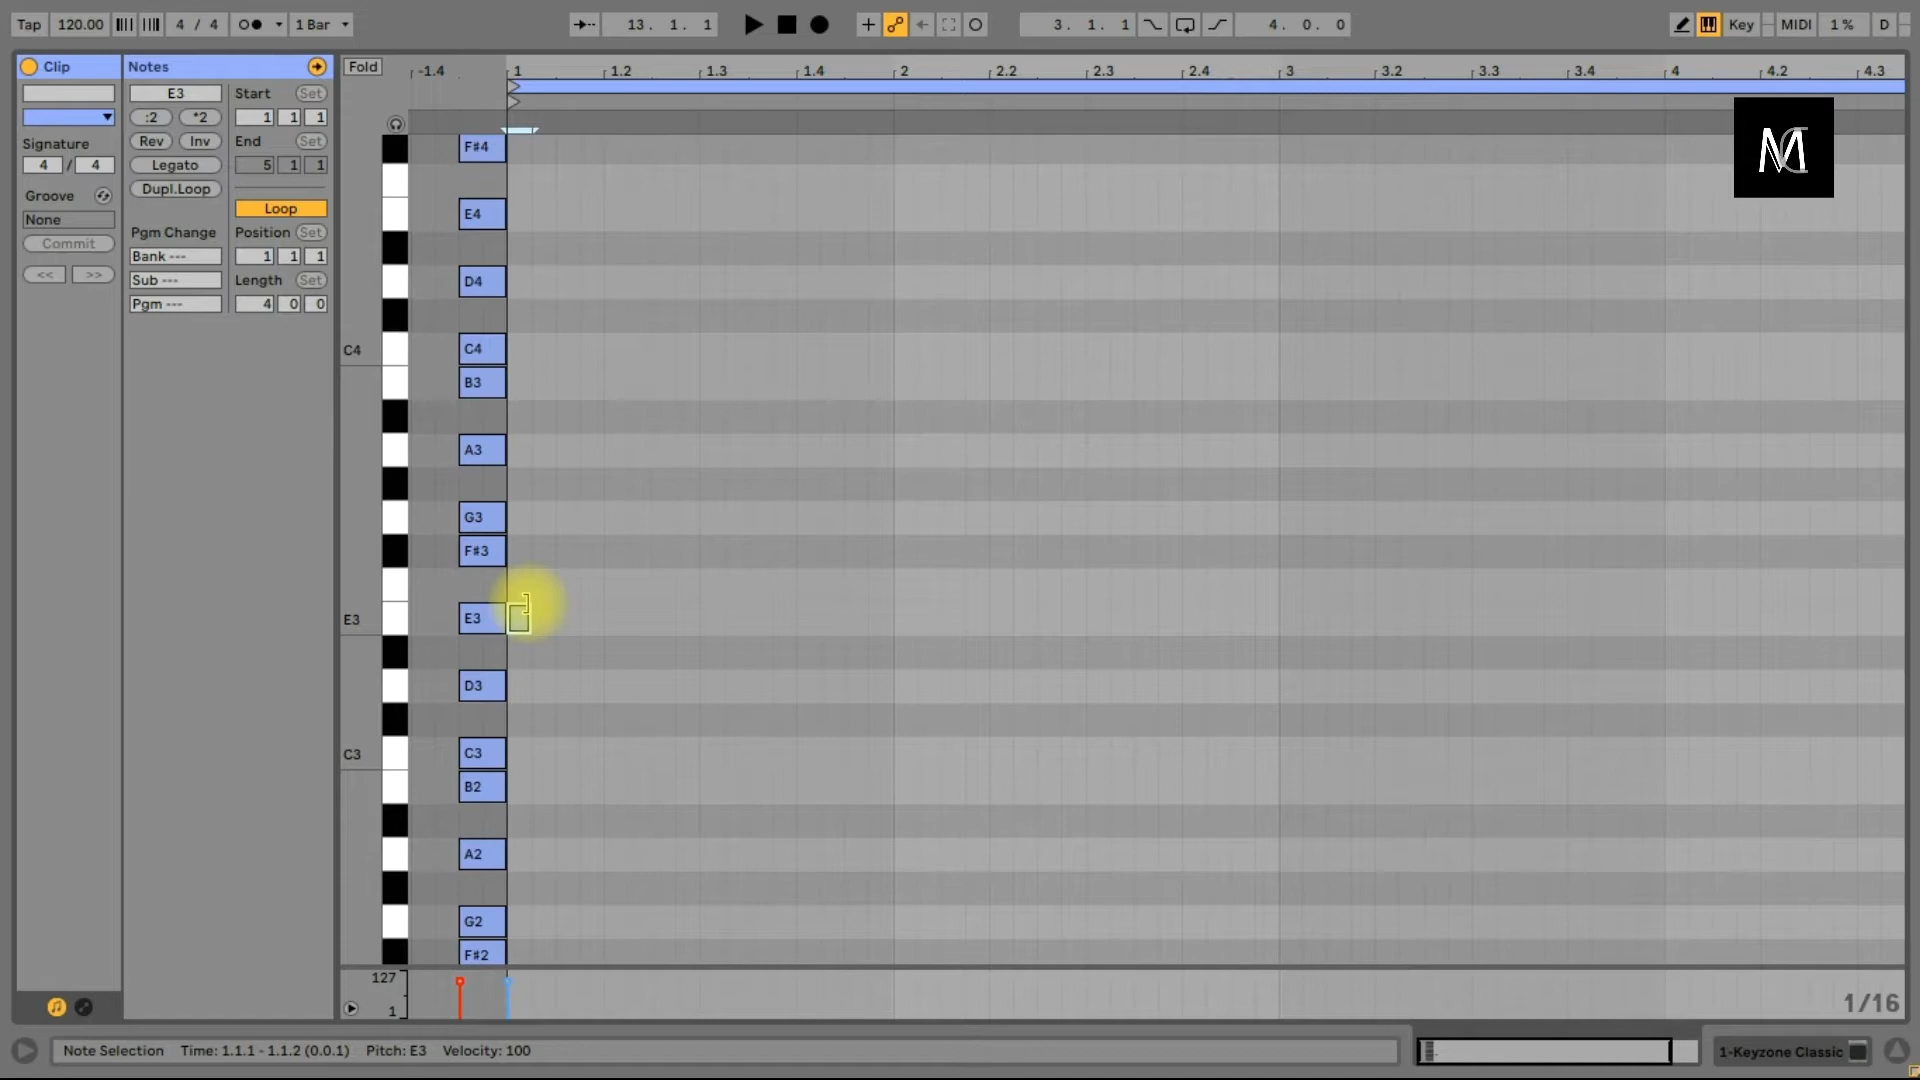 Tap 120.00 4 / 4 1 Bar 13. 1. 1 3. 1. 1 4. 0. 0 Key MIDI 1 % D
Clip
Signature
4 / 4
Groove
None
Commit
<< >>
Notes
E3
:2 *2
Rev Inv
Legato
Dupl.Loop
Pgm Change
Bank ---
Sub ---
Pgm ---
Start Set
1 1 1
End Set
5 1 1
Loop
Position Set
1 1 1
Length Set
4 0 0
Fold
-1.4 1 1.2 1.3 1.4 2 2.2 2.3 2.4 3 3.2 3.3 3.4 4 4.2 4.3
MC
F#4
E4
D4
C4 C4
B3
A3
G3
F#3
E3 E3
D3
C3 C3
B2
A2
G2
F#2
127
1
1/16
Note Selection Time: 1.1.1 - 1.1.2 (0.0.1) Pitch: E3 Velocity: 100
1-Keyzone Classic